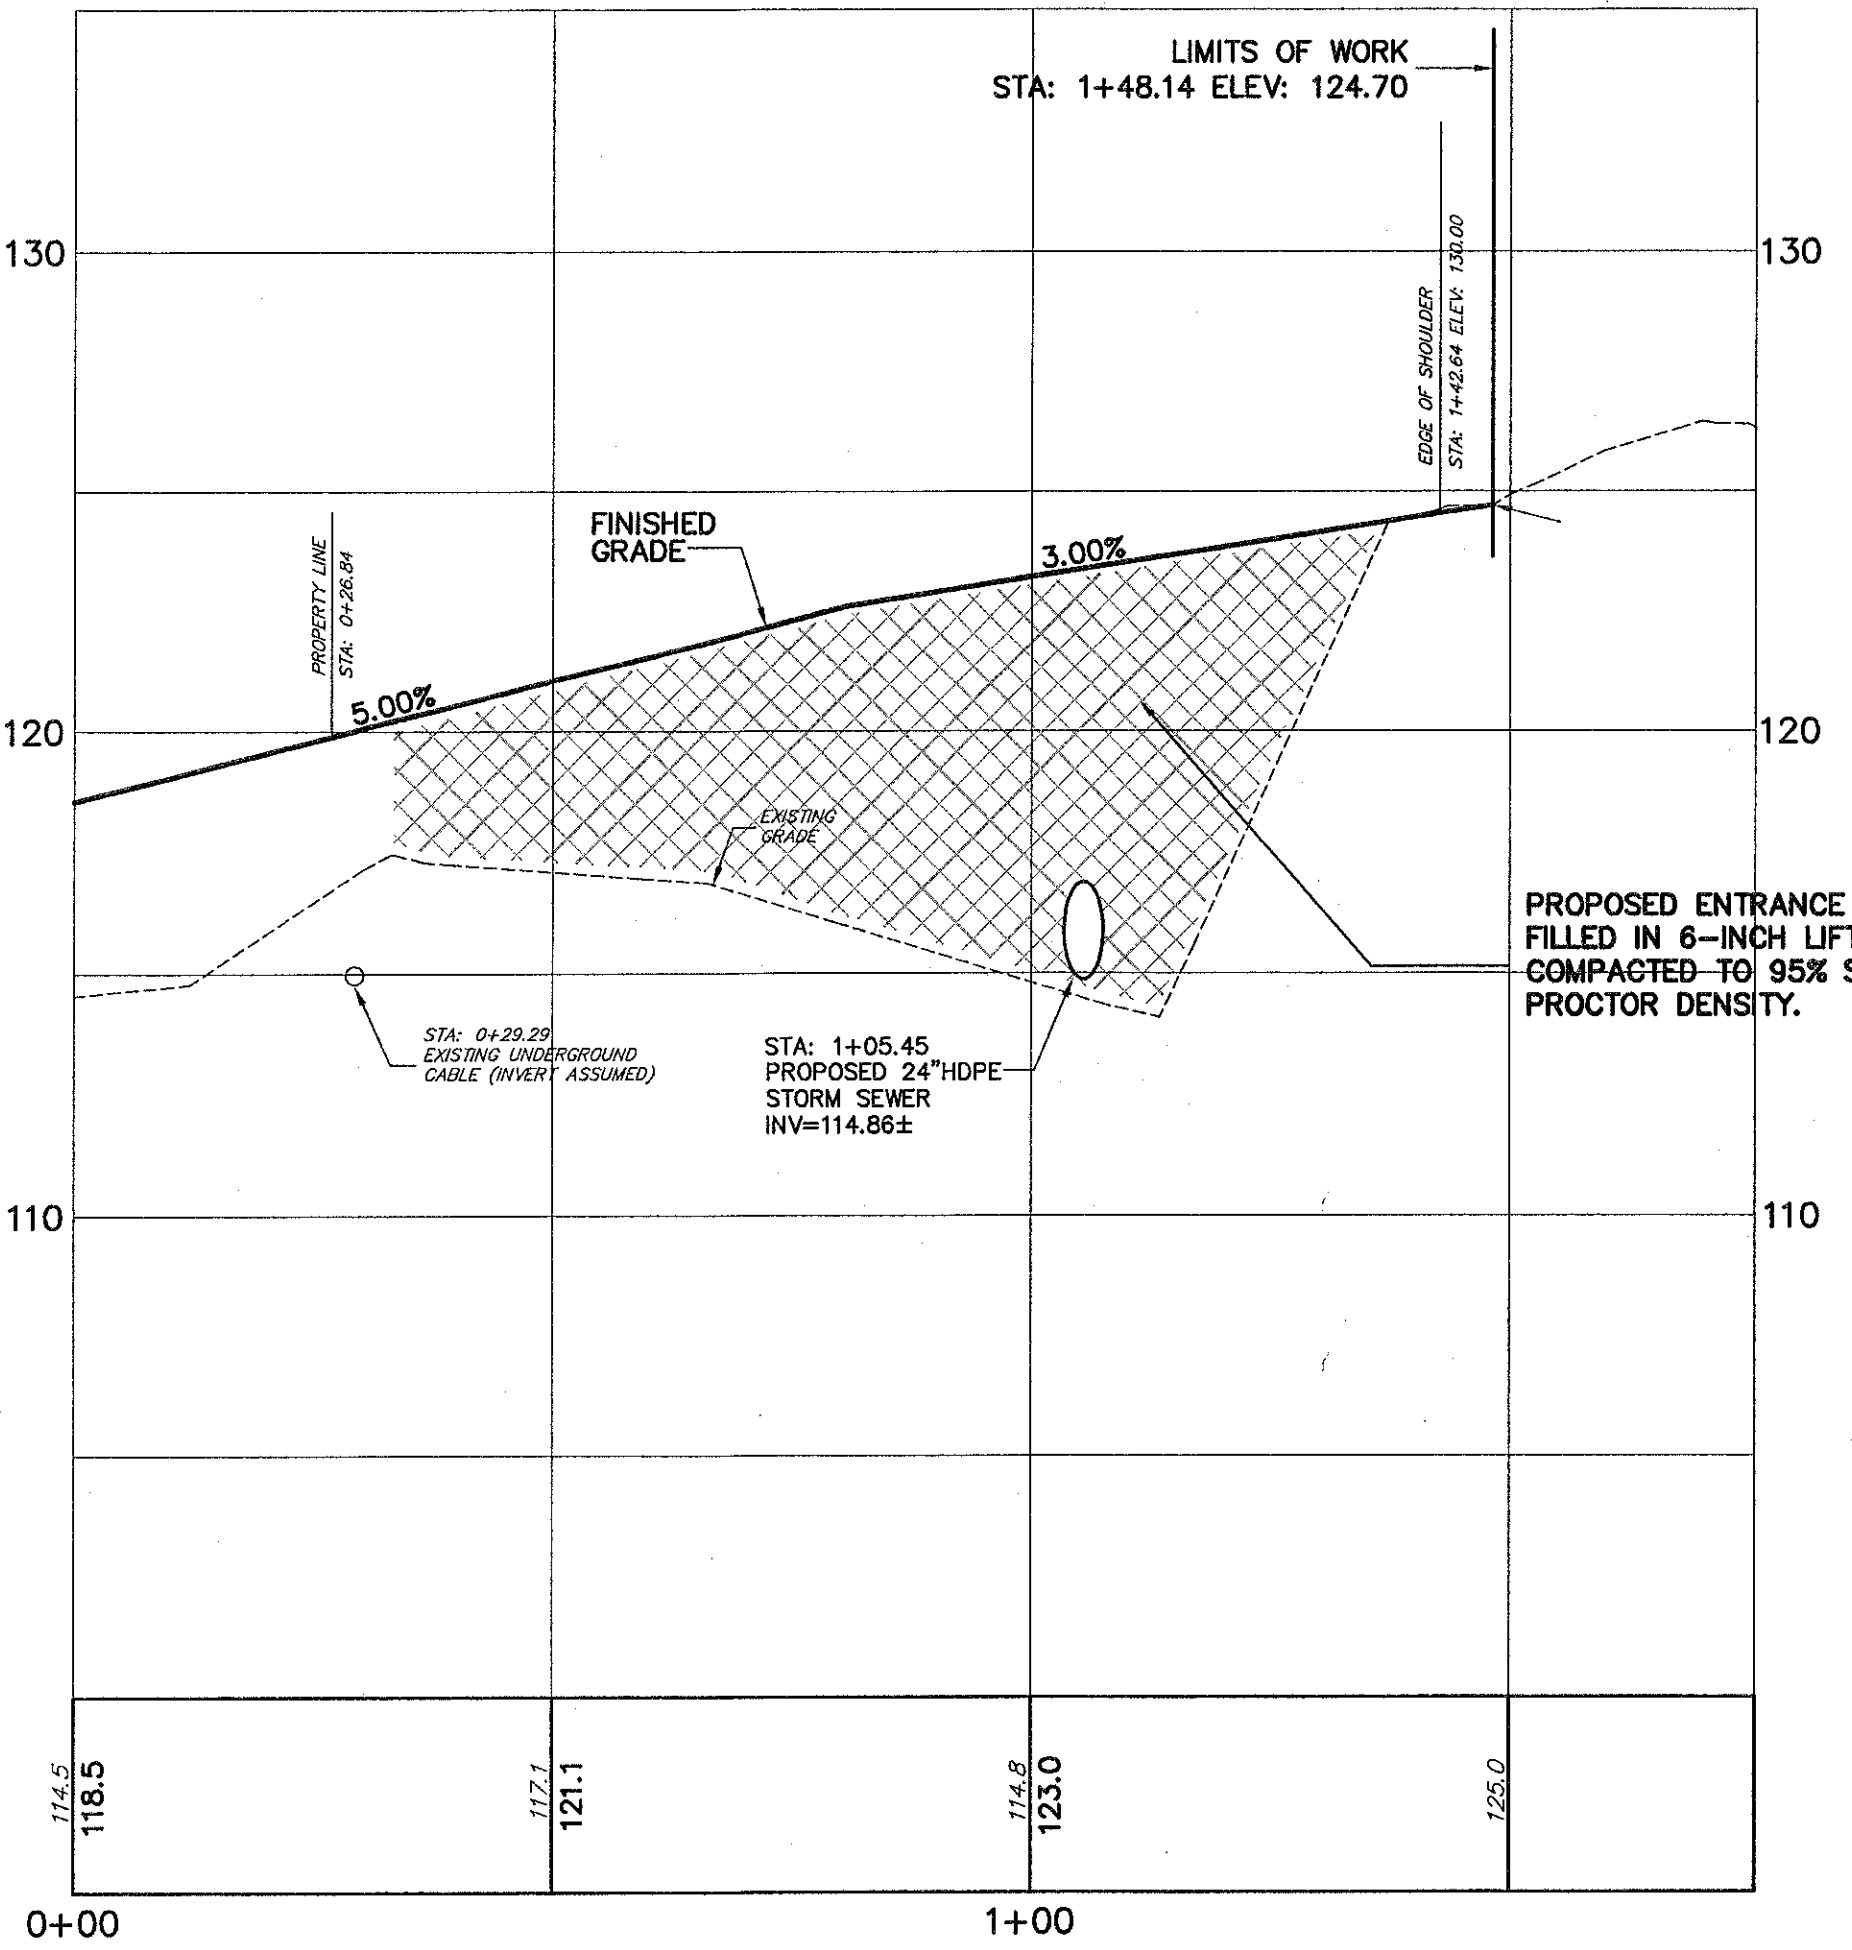 LIMITS OF WORK
STA: 1+48.14 ELEV: 124.70
130
130
EDGE OF SHOULDER
STA: 1+42.64 ELEV: 130.00
FINISHED
GRADE
3.00%
PROPERTY LINE
STA: 0+26.84
5.00%
120
120
EXISTING
GRADE
PROPOSED ENTRANCE
FILLED IN 6-INCH LIFT
COMPACTED TO 95% S
PROCTOR DENSITY.
STA: 0+29.29
EXISTING UNDERGROUND
CABLE (INVERT ASSUMED)
STA: 1+05.45
PROPOSED 24"HDPE
STORM SEWER
INV=114.86±
110
110
114.5
118.5
117.1
121.1
114.8
123.0
125.0
0+00
1+00